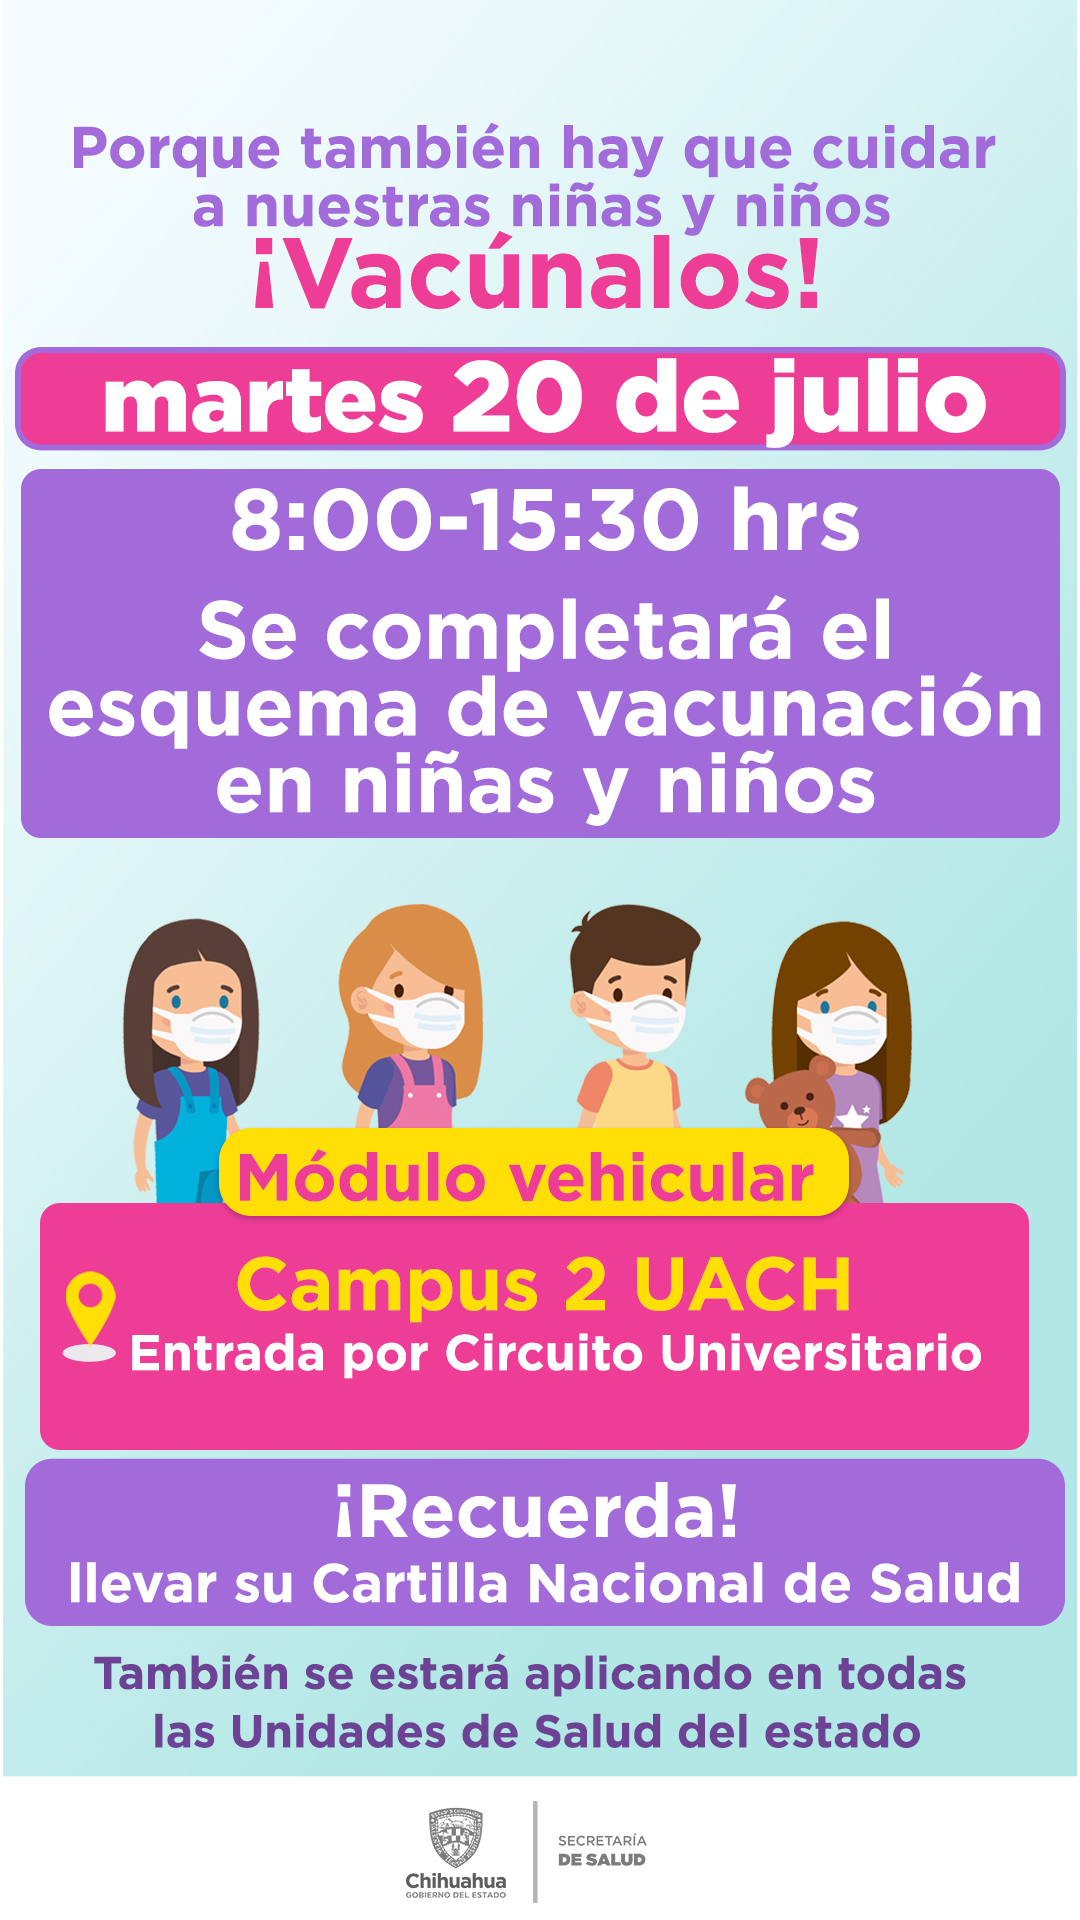 Porque también hay que cuidar
a nuestras niñas y niños
¡Vacúnalos!
martes 20 de julio
8:00-15:30 hrs
Se completará el
esquema de vacunación
en niñas y niños
Módulo vehicular
Campus 2 UACH
Entrada por Circuito Universitario
¡Recuerda!
llevar su Cartilla Nacional de Salud
También se estará aplicando en todas
las Unidades de Salud del estado
Chihuahua
GOBIERNO DEL ESTADO
SECRETARÍA
DE SALUD